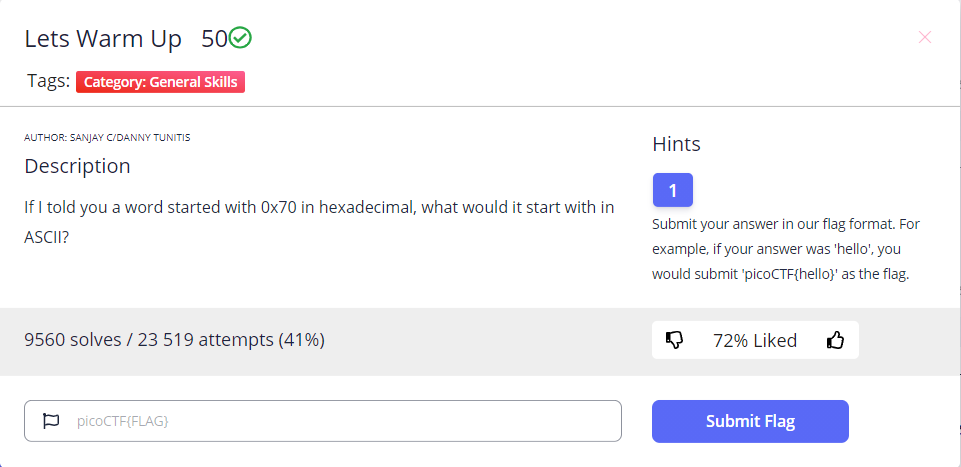 Lets Warm Up 50
Tags: Category: General Skills
AUTHOR: SANJAY C/DANNY TUNITIS
Description
If I told you a word started with 0x70 in hexadecimal, what would it start with in
ASCII?
Hints
1
Submit your answer in our flag format. For
example, if your answer was 'hello', you
would submit 'picoCTF{hello}' as the flag.
9560 solves / 23 519 attempts (41%)
72% Liked
picoCTF{FLAG}
Submit Flag